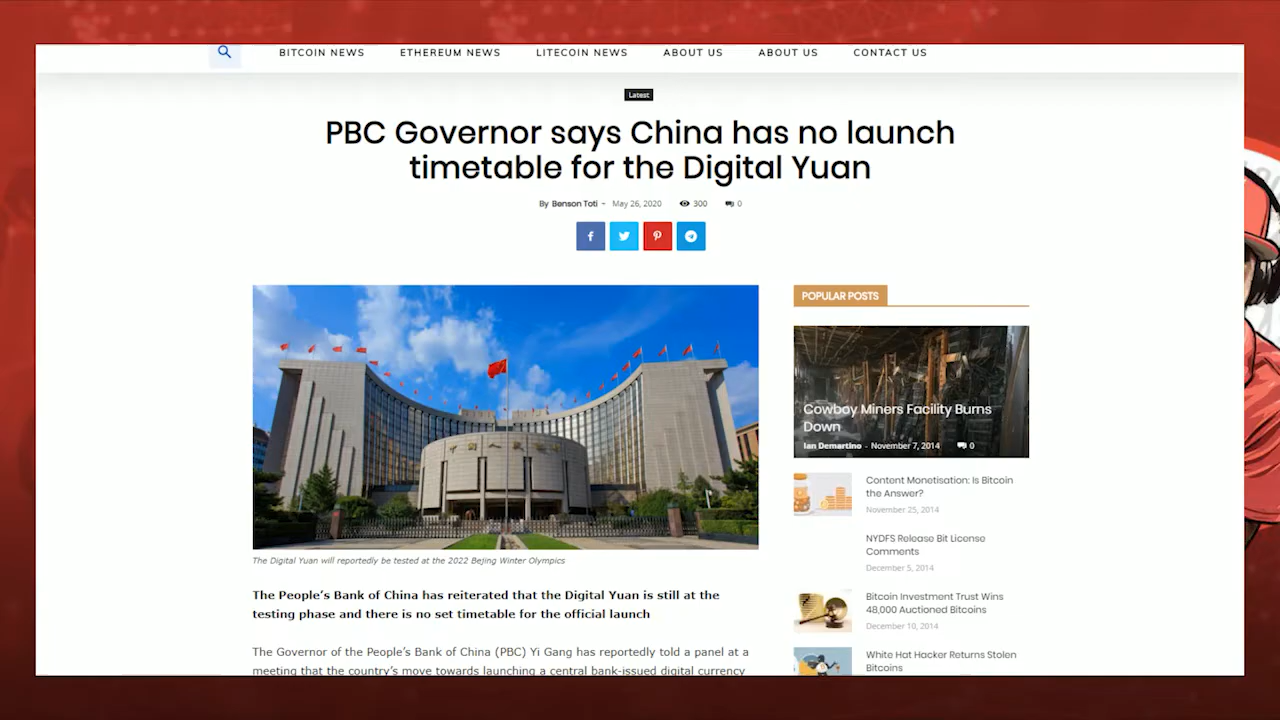 BITCOIN NEWS ETHEREUM NEWS LITECOIN NEWS ABOUT US ABOUT US CONTACT US
Latest
PBC Governor says China has no launch
timetable for the Digital Yuan
By Benson Toti - May 26, 2020 300 0
The Digital Yuan will reportedly be tested at the 2022 Bejing Winter Olympics
The People's Bank of China has reiterated that the Digital Yuan is still at the
testing phase and there is no set timetable for the official launch
The Governor of the People's Bank of China (PBC) Yi Gang has reportedly told a panel at a
meeting that the country's move towards launching a central bank-issued digital currency
POPULAR POSTS
Cowboy Miners Facility Burns
Down
Ian Demartino - November 7, 2014 0
Content Monetisation: Is Bitcoin
the Answer?
November 25, 2014
NYDFS Release Bit License
Comments
December 5, 2014
Bitcoin Investment Trust Wins
48,000 Auctioned Bitcoins
December 10, 2014
White Hat Hacker Returns Stolen
Bitcoins